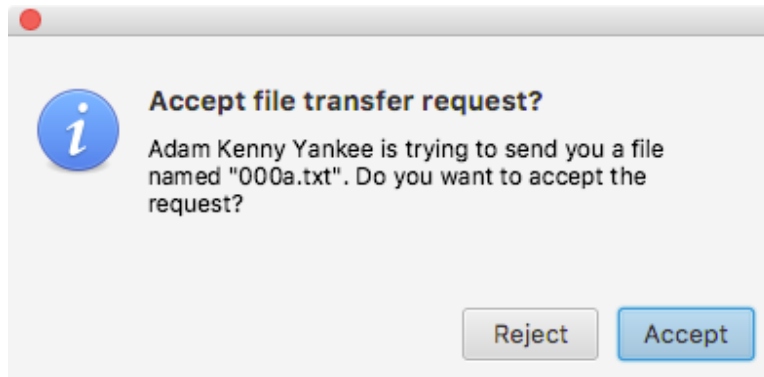 Accept file transfer request?
Adam Kenny Yankee is trying to send you a file
named "000a.txt". Do you want to accept the
request?
Reject
Accept